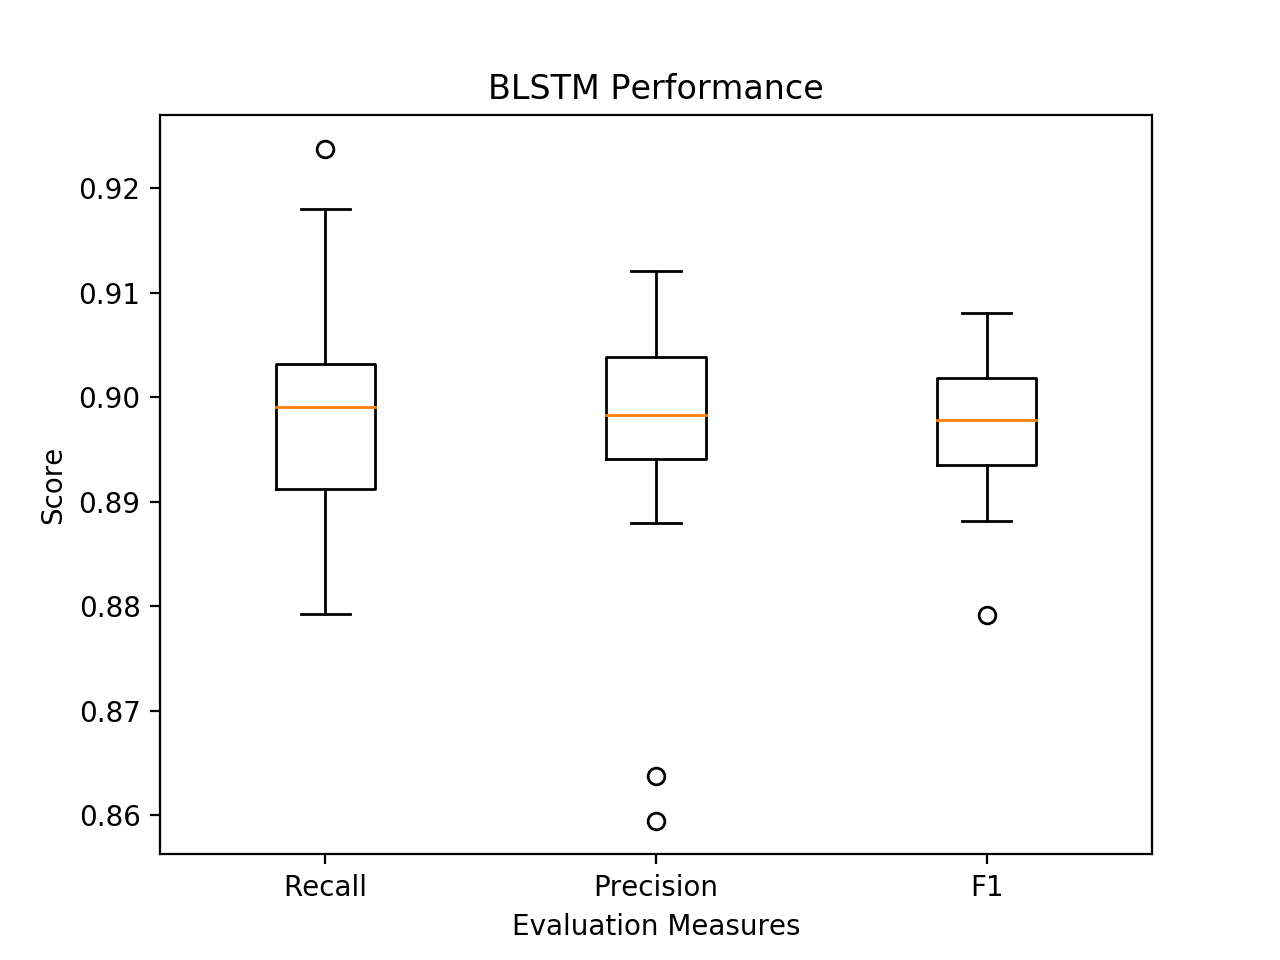 BLSTM Performance
0.92
0.91
0.90
0.89
0.88
0.87
0.86
Score
Recall Precision F1
Evaluation Measures